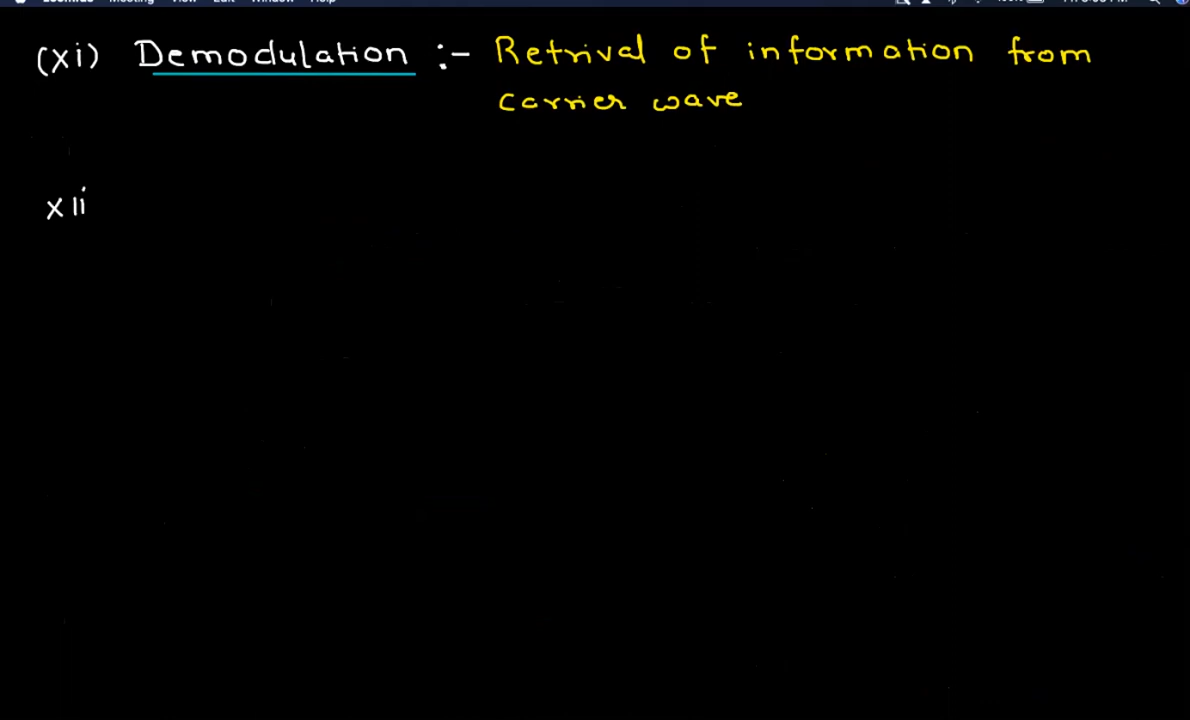 (xi) Demodulation :- Retrival of information from
carrier wave
xii